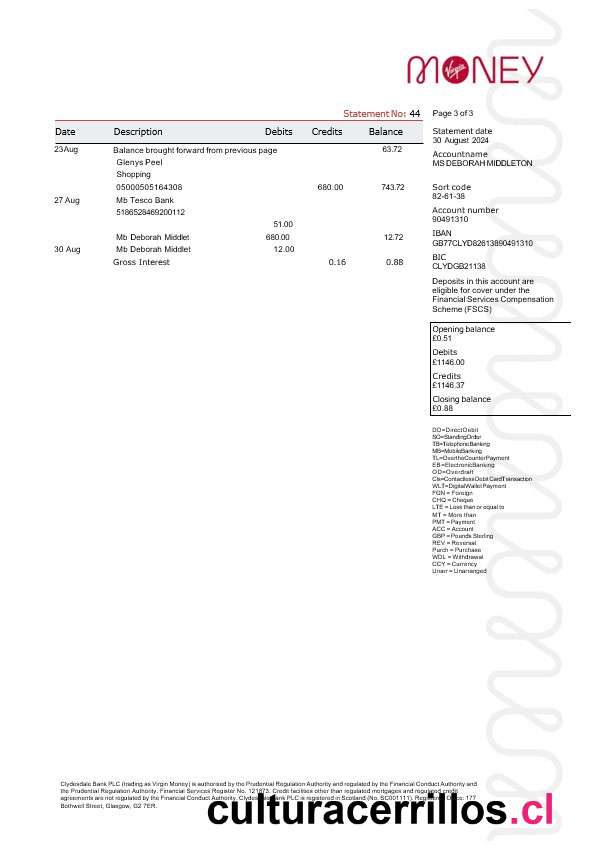 MONEY
Virgin
Statement No: 44
Page 3 of 3
Date Description Debits Credits Balance
23Aug Balance brought forward from previous page 63.72
Glenys Peel
Shopping
05000505164308 680.00 743.72
27 Aug Mb Tesco Bank
5186528469200112
51.00
Mb Deborah Middlet 680.00 12.72
30 Aug Mb Deborah Middlet 12.00
Gross Interest 0.16 0.88
Statement date
30 August 2024
Accountname
MS DEBORAH MIDDLETON
Sort code
82-61-38
Account number
90491310
IBAN
GB77CLYD82613890491310
BIC
CLYDGB21138
Deposits in this account are
eligible for cover under the
Financial Services Compensation
Scheme (FSCS)
Opening balance
£0.51
Debits
£1146.00
Credits
£1146.37
Closing balance
£0.88
DD=DirectDebit
SO=StandingOrder
TB=TelephoneBanking
MB=MobileBanking
TL=OvertheCounterPayment
EB=ElectronicBanking
OD=Overdraft
Cls=ContactlessDebitCardTransaction
WLT=DigitalWalletPayment
FGN = Foreign
CHQ = Cheque
LTE = Less than or equal to
MT = More than
PMT = Payment
ACC = Account
GBP = Pounds Sterling
REV = Reversal
Purch = Purchase
WDL = Withdrawal
CCY = Currency
Unarr = Unarranged
Clydesdale Bank PLC (trading as Virgin Money) is authorised by the Prudential Regulation Authority and regulated by the Financial Conduct Authority and
the Prudential Regulation Authority. Financial Services Register No. 121873. Credit facilities other than regulated mortgages and regulated credit
agreements are not regulated by the Financial Conduct Authority. Clydesdale Bank PLC is registered in Scotland (No. SC001111). Registered Office: 177
Bothwell Street, Glasgow, G2 7ER.
culturacerrillos.cl